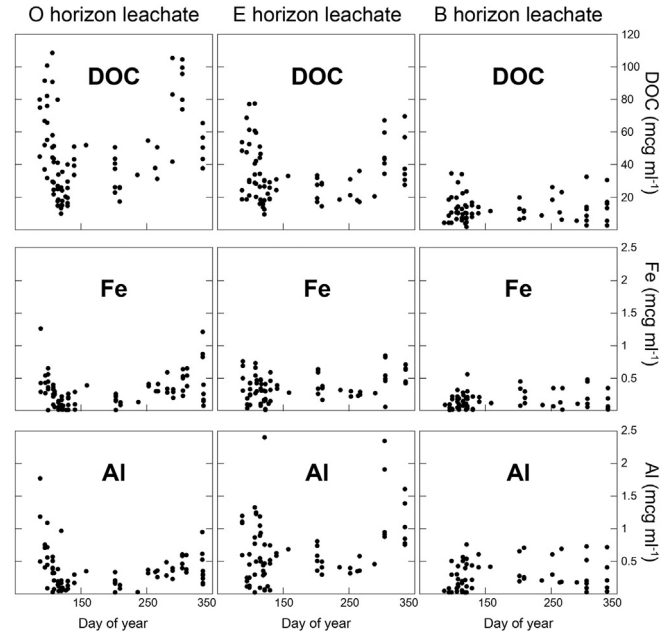 O horizon leachate E horizon leachate B horizon leachate
120
DOC DOC DOC
100
80
60
40
20
DOC (mcg ml-1)
2.5
Fe Fe Fe
2
1.5
1
0.5
Fe (mcg ml-1)
2.5
Al Al Al
2
1.5
1
0.5
Al (mcg ml-1)
150 250 350 150 250 350 150 250 350
Day of year Day of year Day of year